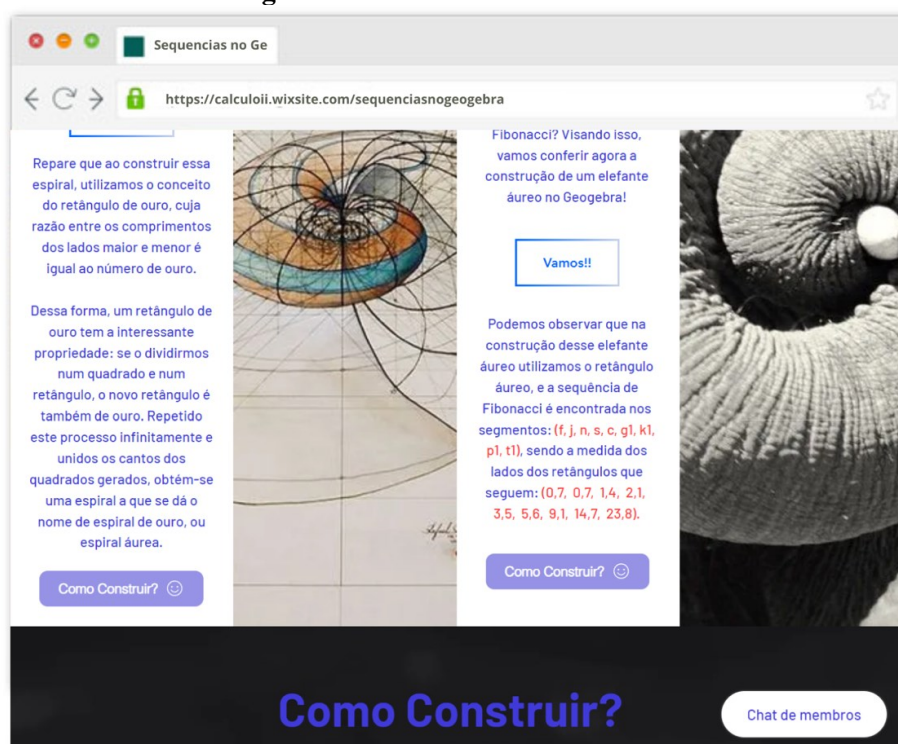 Sequencias no Ge
https://calculoii.wixsite.com/sequenciasnogeogebra
Repare que ao construir essa
espiral, utilizamos o conceito
do retângulo de ouro, cuja
razão entre os comprimentos
dos lados maior e menor é
igual ao número de ouro.
Dessa forma, um retângulo de
ouro tem a interessante
propriedade: se o dividirmos
num quadrado e num
retângulo, o novo retângulo é
também de ouro. Repetido
este processo infinitamente e
unidos os cantos dos
quadrados gerados, obtém-se
uma espiral a que se dá o
nome de espiral de ouro, ou
espiral áurea.
Como Construir?
Fibonacci? Visando isso,
vamos conferir agora a
construção de um elefante
áureo no Geogebra!
Vamos!!
Podemos observar que na
construção desse elefante
áureo utilizamos o retângulo
áureo, e a sequência de
Fibonacci é encontrada nos
segmentos: (f, j, n, s, c, g1, k1,
p1, t1), sendo a medida dos
lados dos retângulos que
seguem: (0,7, 0,7, 1,4, 2,1,
3,5, 5,6, 9,1, 14,7, 23,8).
Como Construir?
Como Construir?
Chat de membros